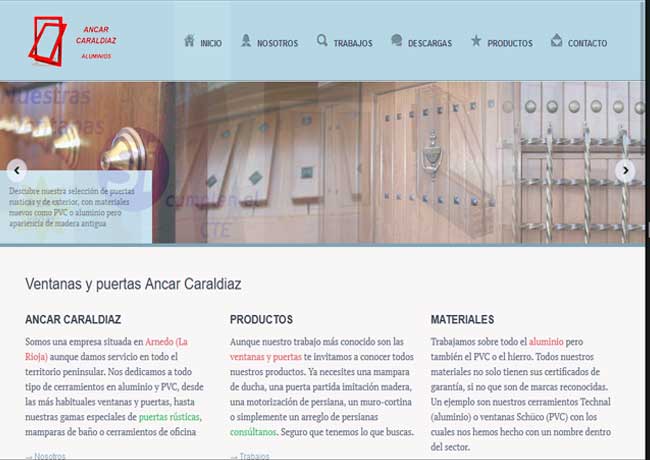 ANCAR
CARALDIAZ
ALUMINIOS
INICIO
NOSOTROS
TRABAJOS
DESCARGAS
PRODUCTOS
CONTACTO
Nuestras
Ventanas
SI
cumplen el
CTE
Descubre nuestra selección de puertas
rusticas y de exterior, con materiales
nuevos como PVC o aluminio pero
apariencia de madera antigua
Ventanas y puertas Ancar Caraldiaz
ANCAR CARALDIAZ
Somos una empresa situada en Arnedo (La
Rioja) aunque damos servicio en todo el
territorio peninsular. Nos dedicamos a todo
tipo de cerramientos en aluminio y PVC, desde
las más habituales ventanas y puertas, hasta
nuestras gamas especiales de puertas rústicas,
mamparas de baño o cerramientos de oficina
→ Nosotros
PRODUCTOS
Aunque nuestro trabajo más conocido son las
ventanas y puertas te invitamos a conocer todos
nuestros productos. Ya necesites una mampara
de ducha, una puerta partida imitación madera,
una motorización de persiana, un muro-cortina
o simplemente un arreglo de persianas
consúltanos. Seguro que tenemos lo que buscas.
→ Trabajos
MATERIALES
Trabajamos sobre todo el aluminio pero
también el PVC o el hierro. Todos nuestros
materiales no solo tienen sus certificados de
garantía, si no que son de marcas reconocidas.
Un ejemplo son nuestros cerramientos Technal
(aluminio) o ventanas Schüco (PVC) con los
cuales nos hemos hecho con un nombre dentro
del sector.